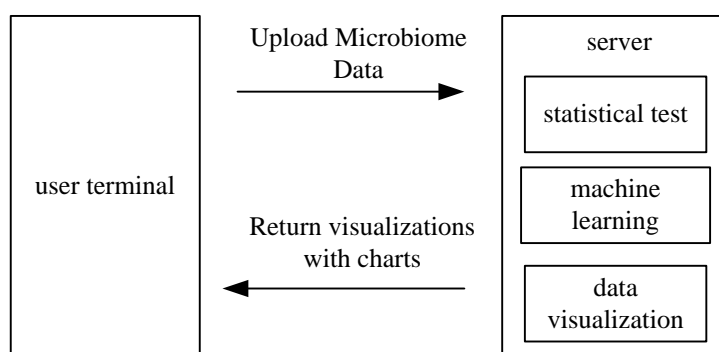 user terminal
Upload Microbiome
Data
Return visualizations
with charts
server
statistical test
machine
learning
data
visualization